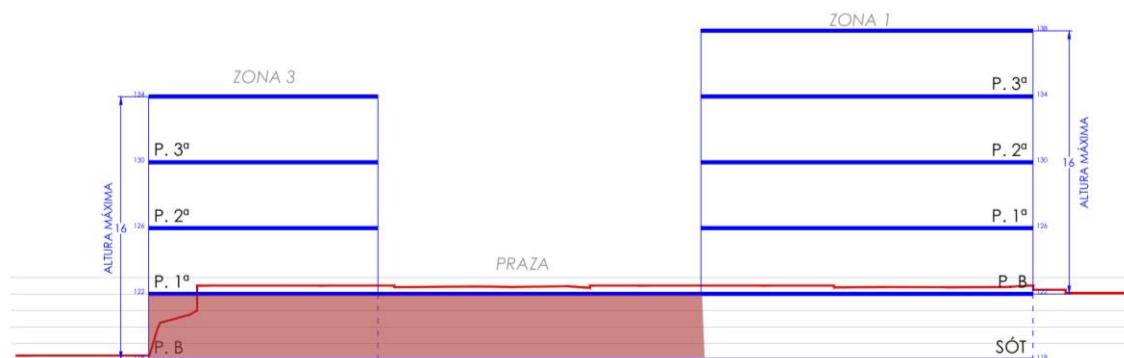 ZONA 1
138
ZONA 3
134
P. 3ª
134
P. 3ª
130
P. 2ª
130
ALTURA MÁXIMA
16
ALTURA MÁXIMA
16
P. 2ª
126
P. 1ª
126
PRAZA
P. 1ª
122
P. B
122
P. B
118
SÓT
118